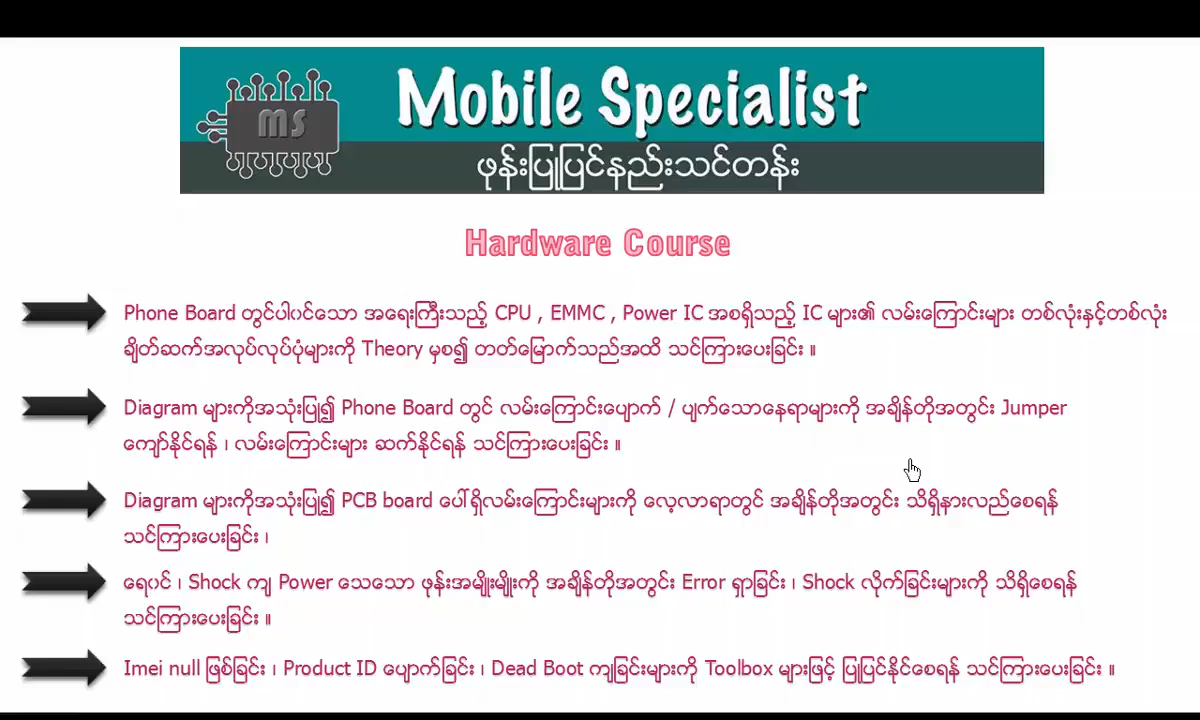 MS
Mobile Specialist
ဖုန်းပြုပြင်နည်းသင်တန်း
Hardware Course
Phone Board တွင်ပါဝင်သော အရေးကြီးသည့် CPU , EMMC , Power IC အစရှိသည့် IC များ၏ လမ်းကြောင်းများ တစ်လုံးနှင့်တစ်လုံး
ချိတ်ဆက်အလုပ်လုပ်ပုံများကို Theory မှစ၍ တတ်မြောက်သည်အထိ သင်ကြားပေးခြင်း ။
Diagram များကိုအသုံးပြု၍ Phone Board တွင် လမ်းကြောင်းပျောက် / ပျက်သောနေရာများကို အချိန်တိုအတွင်း Jumper
ကျော်နိုင်ရန် ၊ လမ်းကြောင်းများ ဆက်နိုင်ရန် သင်ကြားပေးခြင်း ။
Diagram များကိုအသုံးပြု၍ PCB board ပေါ်ရှိလမ်းကြောင်းများကို လေ့လာရာတွင် အချိန်တိုအတွင်း သိရှိနားလည်စေရန်
သင်ကြားပေးခြင်း ၊
ရေဝင် ၊ Shock ကျ Power သေသော ဖုန်းအမျိုးမျိုးကို အချိန်တိုအတွင်း Error ရှာခြင်း ၊ Shock လိုက်ခြင်းများကို သိရှိစေရန်
သင်ကြားပေးခြင်း ။
Imei null ဖြစ်ခြင်း ၊ Product ID ပျောက်ခြင်း ၊ Dead Boot ကျခြင်းများကို Toolbox များဖြင့် ပြုပြင်နိုင်စေရန် သင်ကြားပေးခြင်း ။